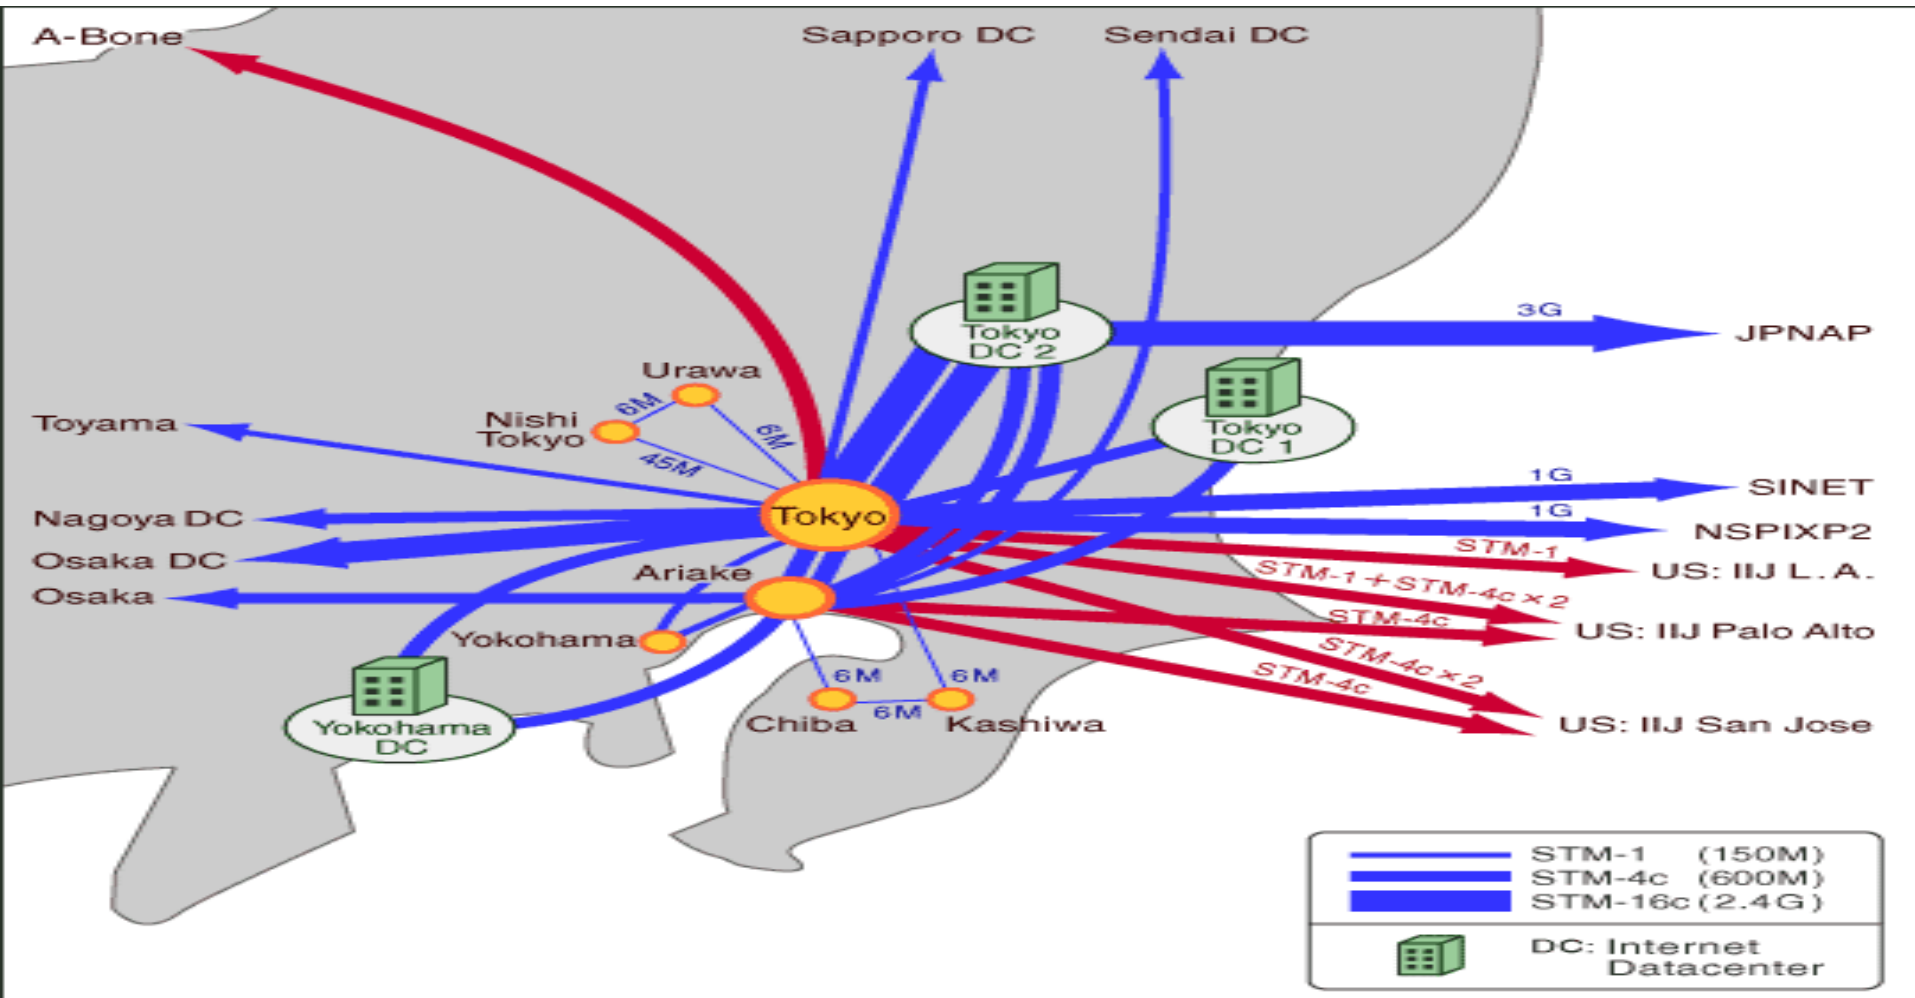 A-Bone
Sapporo DC
Sendai DC
Tokyo
DC 2
3G
JPNAP
Urawa
6M
Nishi
Tokyo
6M
45M
Toyama
Tokyo
DC 1
1G
SINET
Nagoya DC
Tokyo
1G
NSPIXP2
Osaka DC
STM-1
US: IIJ L.A.
Ariake
STM-1+STM-4c×2
Osaka
STM-4c
US: IIJ Palo Alto
Yokohama
STM-4c×2
STM-4c
6M
6M
6M
Chiba
Kashiwa
US: IIJ San Jose
Yokohama
DC
STM-1 (150M)
STM-4c (600M)
STM-16c (2.4G)
DC: Internet
Datacenter